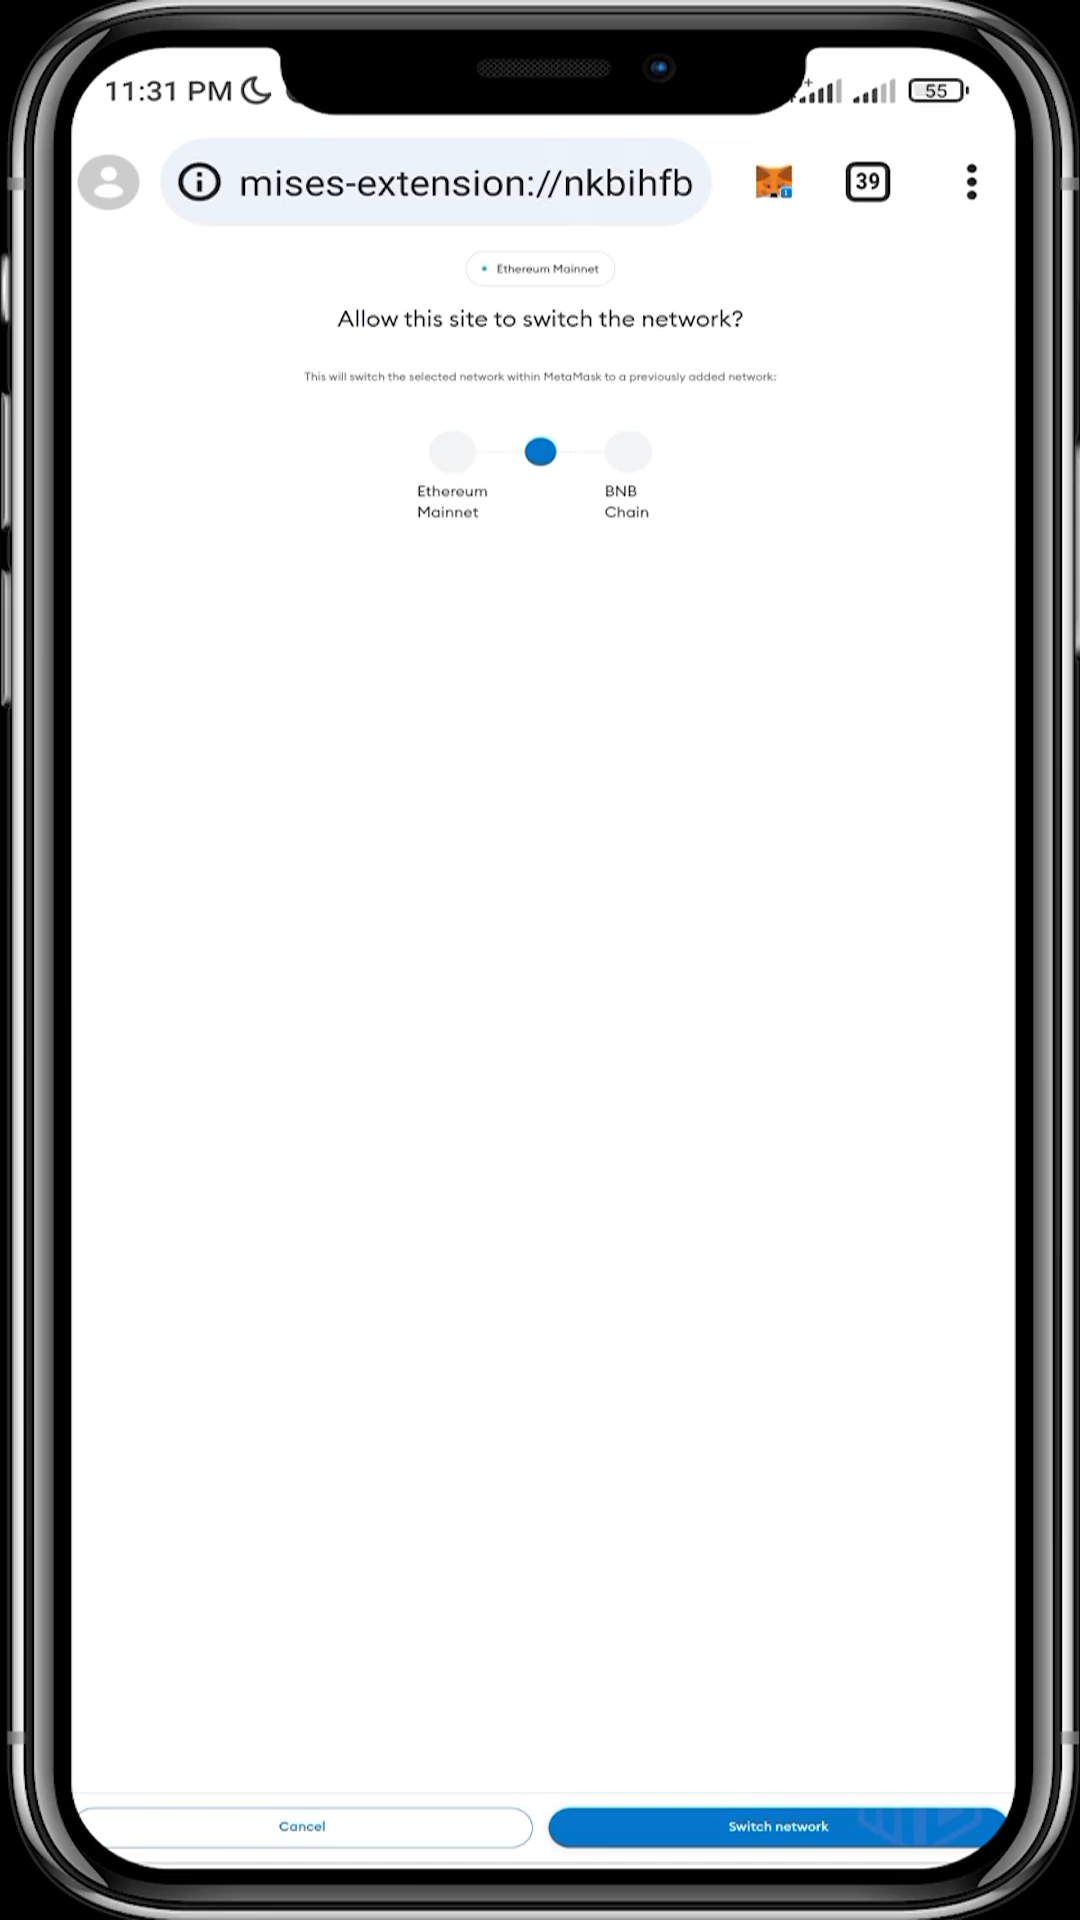 11:31 PM
55
mises-extension://nkbihfb
39
Ethereum Mainnet
Allow this site to switch the network?
This will switch the selected network within MetaMask to a previously added network:
Ethereum
Mainnet
BNB
Chain
Cancel
Switch network